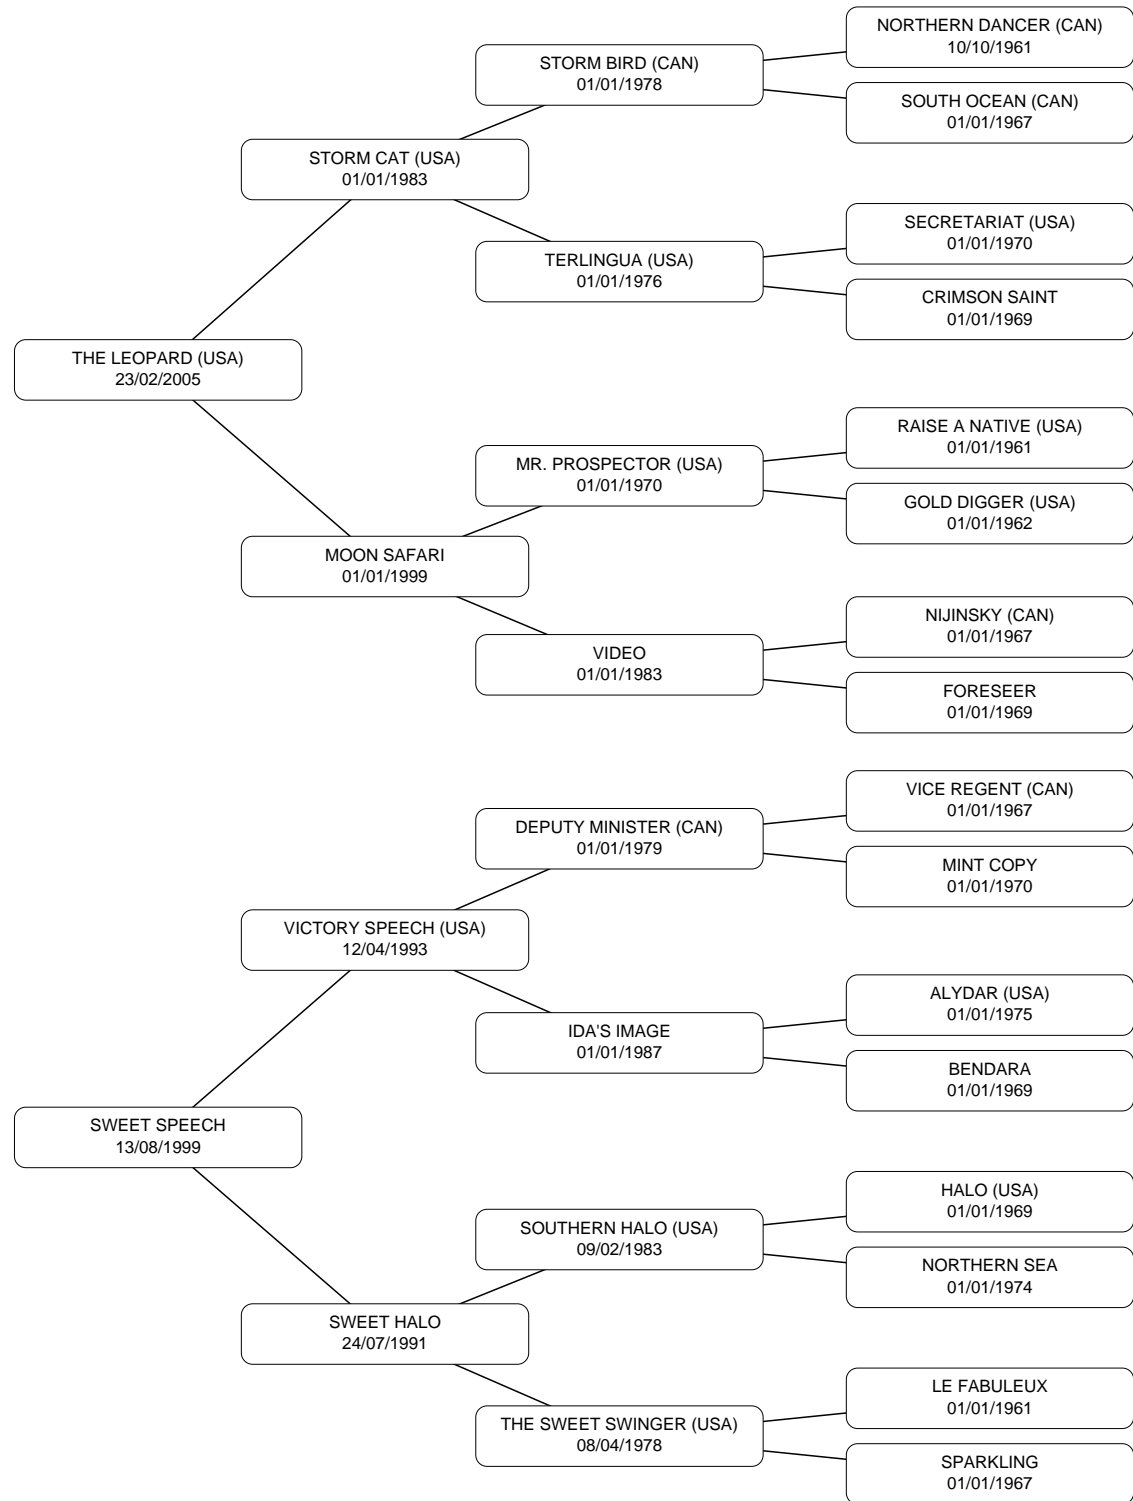 NORTHERN DANCER (CAN)
10/10/1961
STORM BIRD (CAN)
01/01/1978
SOUTH OCEAN (CAN)
01/01/1967
STORM CAT (USA)
01/01/1983
SECRETARIAT (USA)
01/01/1970
TERLINGUA (USA)
01/01/1976
CRIMSON SAINT
01/01/1969
THE LEOPARD (USA)
23/02/2005
RAISE A NATIVE (USA)
01/01/1961
MR. PROSPECTOR (USA)
01/01/1970
GOLD DIGGER (USA)
01/01/1962
MOON SAFARI
01/01/1999
NIJINSKY (CAN)
01/01/1967
VIDEO
01/01/1983
FORESEER
01/01/1969
VICE REGENT (CAN)
01/01/1967
DEPUTY MINISTER (CAN)
01/01/1979
MINT COPY
01/01/1970
VICTORY SPEECH (USA)
12/04/1993
ALYDAR (USA)
01/01/1975
IDA'S IMAGE
01/01/1987
BENDARA
01/01/1969
SWEET SPEECH
13/08/1999
HALO (USA)
01/01/1969
SOUTHERN HALO (USA)
09/02/1983
NORTHERN SEA
01/01/1974
SWEET HALO
24/07/1991
LE FABULEUX
01/01/1961
THE SWEET SWINGER (USA)
08/04/1978
SPARKLING
01/01/1967